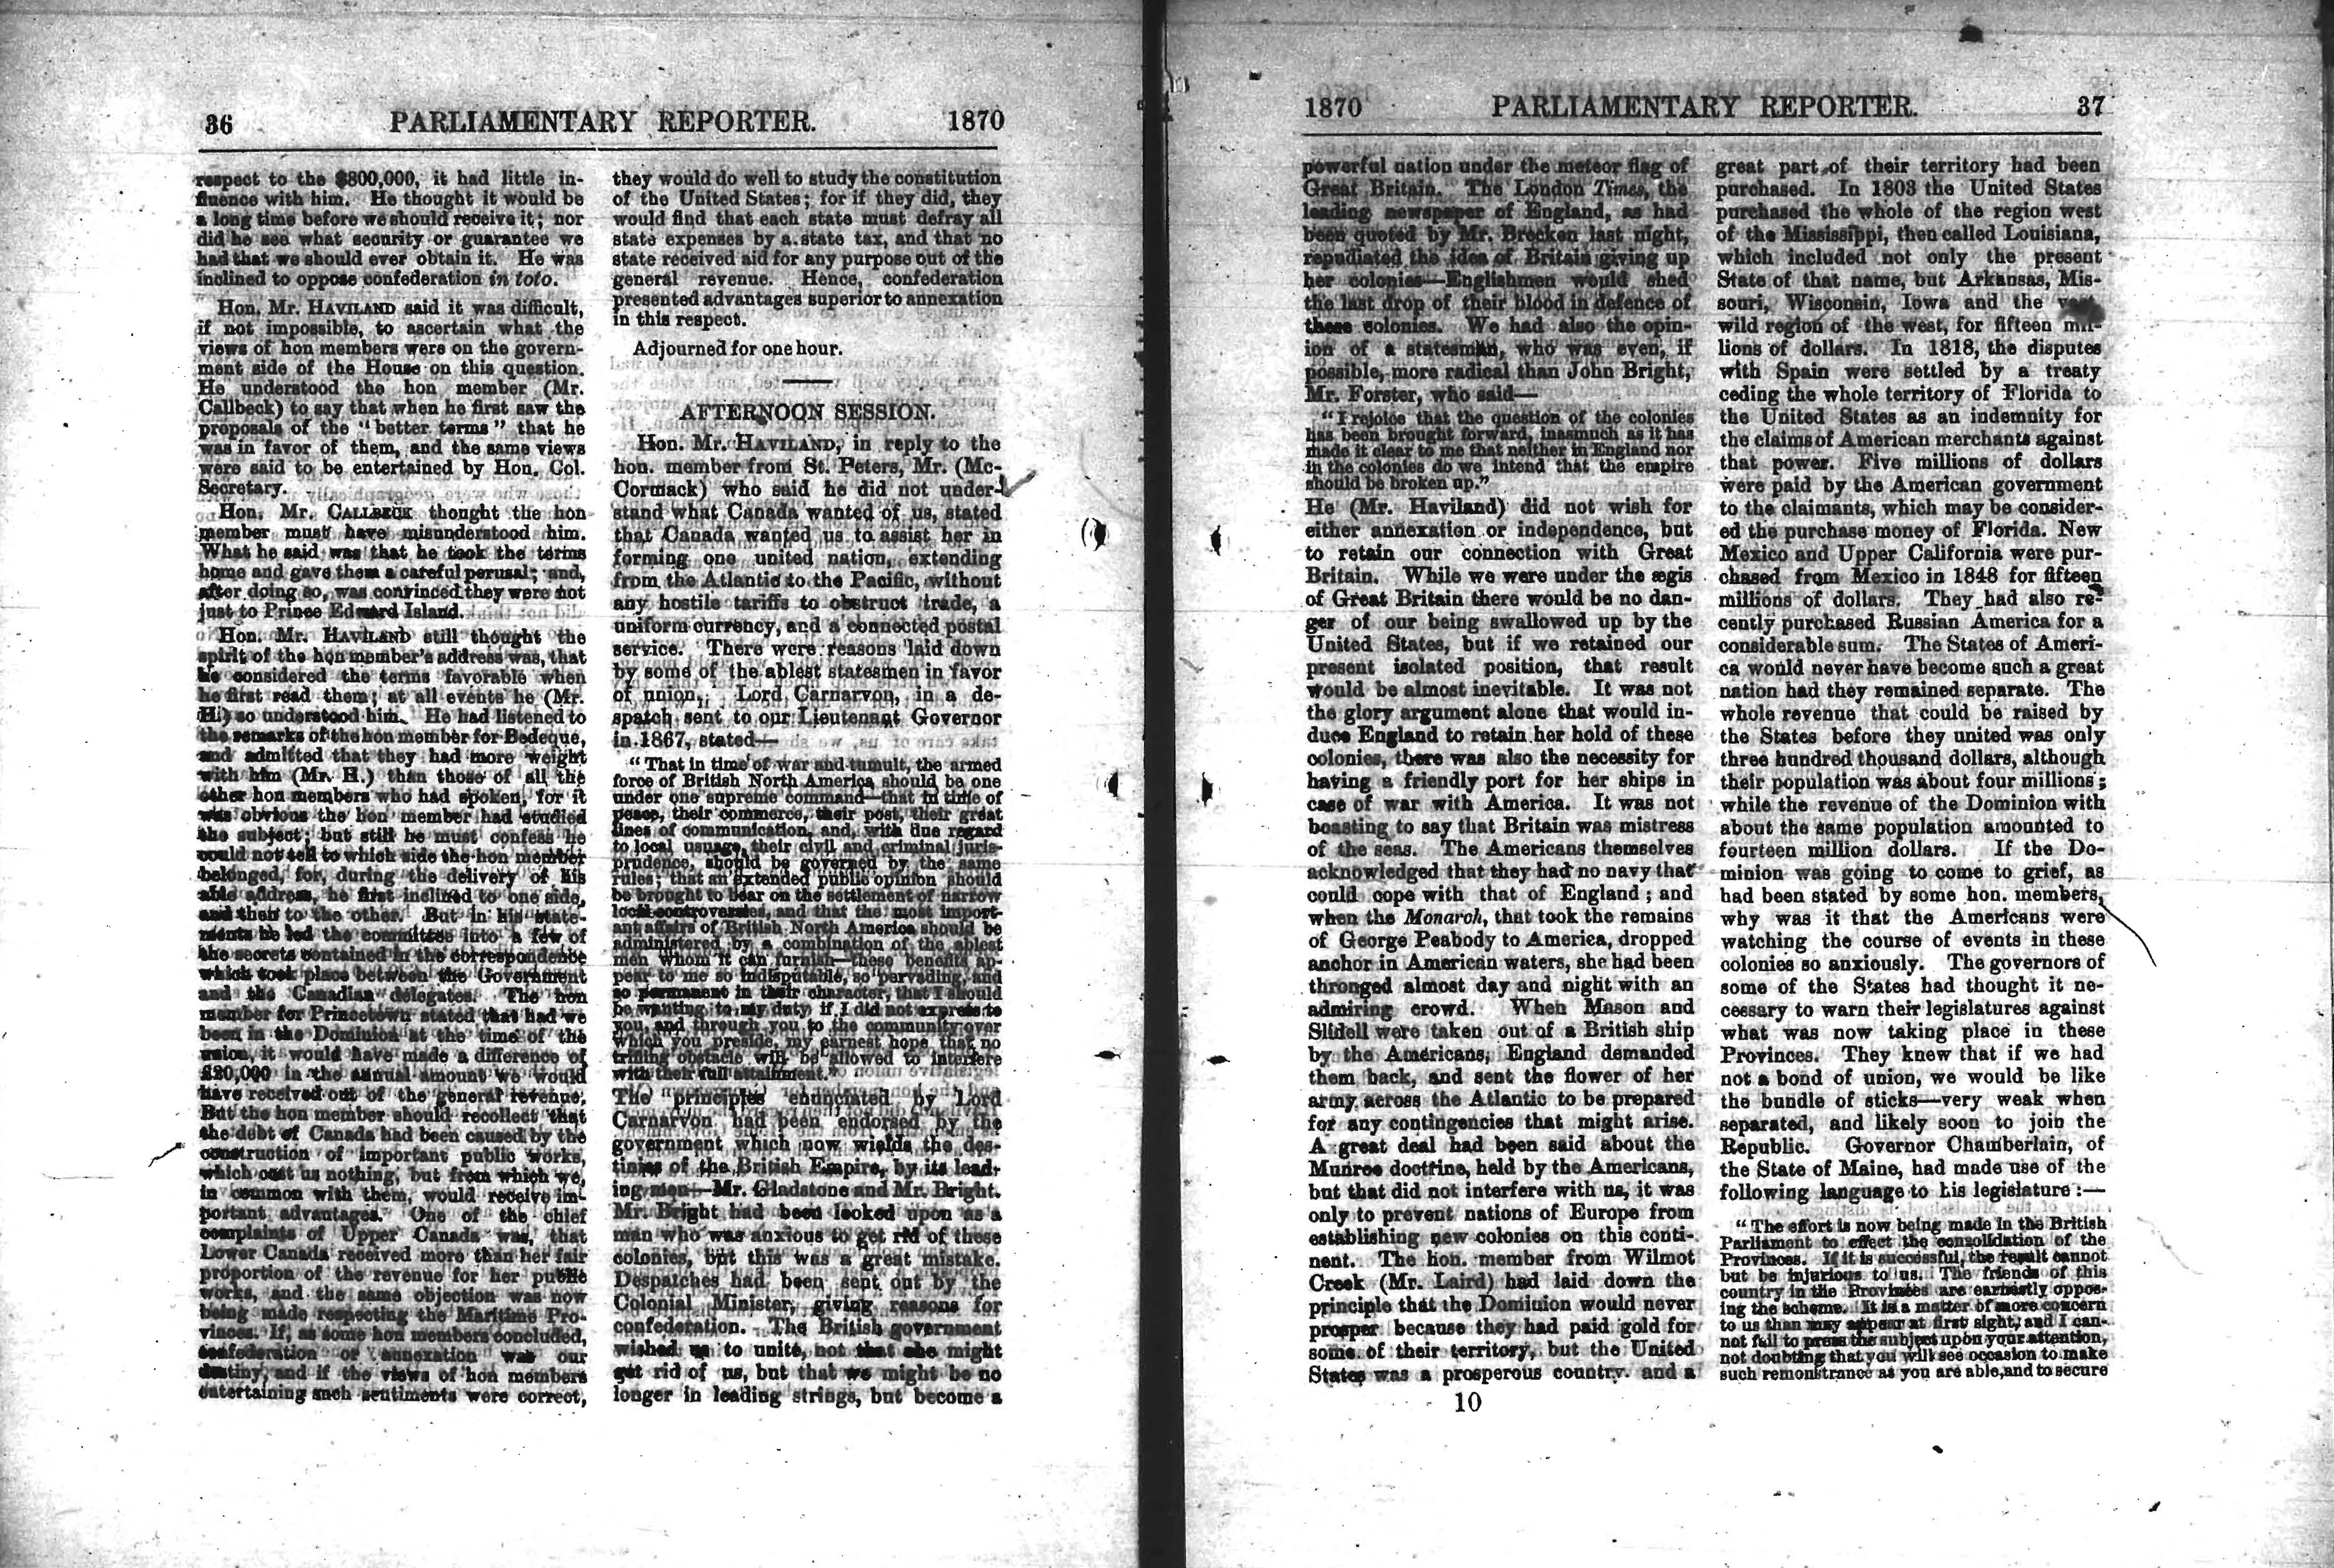 36 PARLIAMENTARY REPORTER. 1870
respect to the $800,000, it had little in-
fluence with him. He thought it would be
a long time before we should receive it; nor
did he see what security or guarantee we
had that we should ever obtain it. He was
inclined to oppose confederation in toto.
Hon. Mr. HAVILAND said it was difficult,
if not impossible, to ascertain what the
views of hon members were on the govern-
ment side of the House on this question.
He understood the hon member (Mr.
Callbeck) to say that when he first saw the
proposals of the "better terms" that he
was in favor of them, and the same views
were said to be entertained by Hon. Col.
Secretary.
Hon. Mr. CALLBECK thought the hon
member must have misunderstood him.
What he said was that he took the terms
home and gave them a careful perusal; and,
after doing so, was convinced they were not
just to Prince Edward Island.
Hon. Mr. HAVILAND still thought the
spirit of the hon member's address was, that
he considered the terms favorable when
he first read them; at all events he (Mr.
H.) so understood him. He had listened to
the remarks of the hon member for Bedeque,
and admitted that they had more weight
with him (Mr. H.) than those of all the
other hon members who had spoken, for it
was obvious the hon member had studied
the subject; but still he must confess he
could not tell to which side the hon member
belonged, for, during the delivery of his
able address, he first inclined to one side,
and then to the other. But in his state-
ments he led the committee into a few of
the secrets contained in the correspondence
which took place between the Government
and the Canadian delegates. The hon
member for Princetown stated that had we
been in the Dominion at the time of the
union, it would have made a difference of
£20,000 in the annual amount we would
have received out of the general revenue.
But the hon member should recollect that
the debt of Canada had been caused by the
construction of important public works,
which cost us nothing, but from which we,
in common with them, would receive im-
portant advantages. One of the chief
complaints of Upper Canada was, that
Lower Canada received more than her fair
proportion of the revenue for her public
works, and the same objection was now
being made respecting the Maritime Pro-
vinces. If, as some hon members concluded,
confederation or annexation was our
destiny, and if the views of hon members
entertaining such sentiments were correct,
they would do well to study the constitution
of the United States; for if they did, they
would find that each state must defray all
state expenses by a state tax, and that no
state received aid for any purpose out of the
general revenue. Hence, confederation
presented advantages superior to annexation
in this respect.
Adjourned for one hour.
AFTERNOON SESSION.
Hon. Mr. HAVILAND, in reply to the
hon. member from St. Peters, Mr. (Mc-
Cormack) who said he did not under-
stand what Canada wanted of us, stated
that Canada wanted us to assist her in
forming one united nation, extending
from the Atlantic to the Pacific, without
any hostile tariffs to obstruct trade, a
uniform currency, and a connected postal
service. There were reasons laid down
by some of the ablest statesmen in favor
of union. Lord Carnarvon, in a de-
spatch sent to our Lieutenant Governor
in 1867, stated—
"That in time of war and tumult, the armed
force of British North America should be one
under one supreme command—that in time of
peace, their commerce, their post, their great
lines of communication, and, with due regard
to local usuage, their civil and criminal juris-
prudence, should be governed by the same
rules; that an extended public opinion should
be brought to bear on the settlement of narrow
local controversies, and that the most import-
ant affairs of British North America should be
administered by a combination of the ablest
men whom it can furnish—these benefits ap-
pear to me so indisputable, so pervading, and
so permanent in their character, that I should
be wanting to my duty if I did not express to
you, and through you to the community over
which you preside, my earnest hope that no
trifling obstacle will be allowed to interfere
with their full attainment."
The principles enunciated by Lord
Carnarvon had been endorsed by the
government which now wields the des-
tinies of the British Empire, by its lead-
ing men—Mr. Gladstone and Mr. Bright.
Mr. Bright had been looked upon as a
man who was anxious to get rid of these
colonies, but this was a great mistake.
Despatches had been sent out by the
Colonial Minister, giving reasons for
confederation. The British government
wished us to unite, not that she might
get rid of us, but that we might be no
longer in leading strings, but become a
1870 PARLIAMENTARY REPORTER. 37
powerful nation under the meteor flag of
Great Britain. The London Times, the
leading newspaper of England, as had
been quoted by Mr. Brecken last night,
repudiated the idea of Britain giving up
her colonies—Englishmen would shed
the last drop of their blood in defence of
these colonies. We had also the opin-
ion of a statesman, who was even, if
possible, more radical than John Bright,
Mr. Forster, who said—
"I rejoice that the question of the colonies
has been brought forward, inasmuch as it has
made it clear to me that neither in England nor
in the colonies do we intend that the empire
should be broken up."
He (Mr. Haviland) did not wish for
either annexation or independence, but
to retain our connection with Great
Britain. While we were under the ægis
of Great Britain there would be no dan-
ger of our being swallowed up by the
United States, but if we retained our
present isolated position, that result
would be almost inevitable. It was not
the glory argument alone that would in-
duce England to retain her hold of these
colonies, there was also the necessity for
having a friendly port for her ships in
case of war with America. It was not
boasting to say that Britain was mistress
of the seas. The Americans themselves
acknowledged that they had no navy that
could cope with that of England; and
when the Monarch, that took the remains
of George Peabody to America, dropped
anchor in American waters, she had been
thronged almost day and night with an
admiring crowd. When Mason and
Slidell were taken out of a British ship
by the Americans, England demanded
them back, and sent the flower of her
army across the Atlantic to be prepared
for any contingencies that might arise.
A great deal had been said about the
Munroe doctrine, held by the Americans,
but that did not interfere with us, it was
only to prevent nations of Europe from
establishing new colonies on this conti-
nent. The hon. member from Wilmot
Creek (Mr. Laird) had laid down the
principle that the Dominion would never
prosper because they had paid gold for
some of their territory, but the United
States was a prosperous country. and a
great part of their territory had been
purchased. In 1803 the United States
purchased the whole of the region west
of the Mississippi, then called Louisiana,
which included not only the present
State of that name, but Arkansas, Mis-
souri, Wisconsin, Iowa and the vast
wild region of the west, for fifteen mil-
lions of dollars. In 1818, the disputes
with Spain were settled by a treaty
ceding the whole territory of Florida to
the United States as an indemnity for
the claims of American merchants against
that power. Five millions of dollars
were paid by the American government
to the claimants, which may be consider-
ed the purchase money of Florida. New
Mexico and Upper California were pur-
chased from Mexico in 1848 for fifteen
millions of dollars. They had also re-
cently purchased Russian America for a
considerable sum. The States of Ameri-
ca would never have become such a great
nation had they remained separate. The
whole revenue that could be raised by
the States before they united was only
three hundred thousand dollars, although
their population was about four millions;
while the revenue of the Dominion with
about the same population amounted to
fourteen million dollars. If the Do-
minion was going to come to grief, as
had been stated by some hon. members,
why was it that the Americans were
watching the course of events in these
colonies so anxiously. The governors of
some of the States had thought it ne-
cessary to warn their legislatures against
what was now taking place in these
Provinces. They knew that if we had
not a bond of union, we would be like
the bundle of sticks—very weak when
separated, and likely soon to join the
Republic. Governor Chamberlain, of
the State of Maine, had made use of the
following language to his legislature:—
"The effort is now being made in the British
Parliament to effect the consolidation of the
Provinces. If it is successful, the result cannot
but be injurious to us. The friends of this
country in the Provinces are earnestly oppos-
ing the scheme. It is a matter of more concern
to us than may appear at first sight, and I can-
not fail to press the subject upon your attention,
not doubting that you will see occasion to make
such remonstrance as you are able, and to secure
10